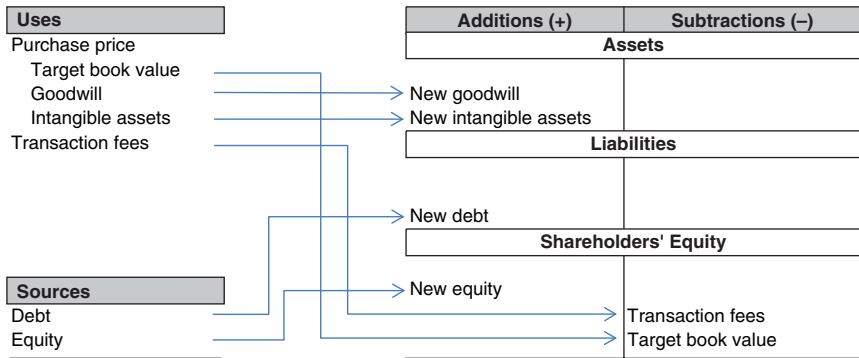 Uses
Purchase price
Target book value
Goodwill
Intangible assets
Transaction fees
Sources
Debt
Equity
Additions (+) Subtractions (–)
Assets
New goodwill
New intangible assets
Liabilities
New debt
Shareholders' Equity
New equity
Transaction fees
Target book value